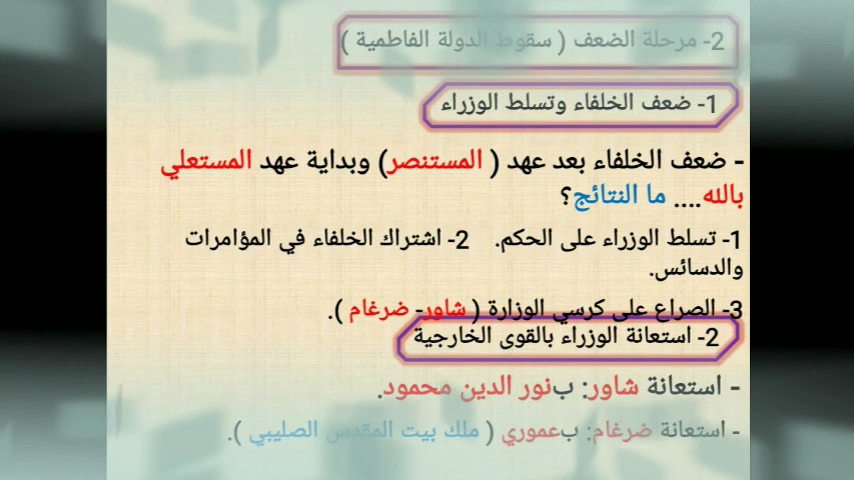 2- مرحلة الضعف ( سقوط الدولة الفاطمية )
1- ضعف الخلفاء وتسلط الوزراء
- ضعف الخلفاء بعد عهد ( المستنصر) وبداية عهد المستعلي
بالله.... ما النتائج؟
1- تسلط الوزراء على الحكم. 2- اشتراك الخلفاء في المؤامرات
والدسائس.
3- الصراع على كرسي الوزارة ( شاور- ضرغام ).
2- استعانة الوزراء بالقوى الخارجية
- استعانة شاور: بنور الدين محمود.
- استعانة ضرغام: بعموري ( ملك بيت المقدس الصليبي ).